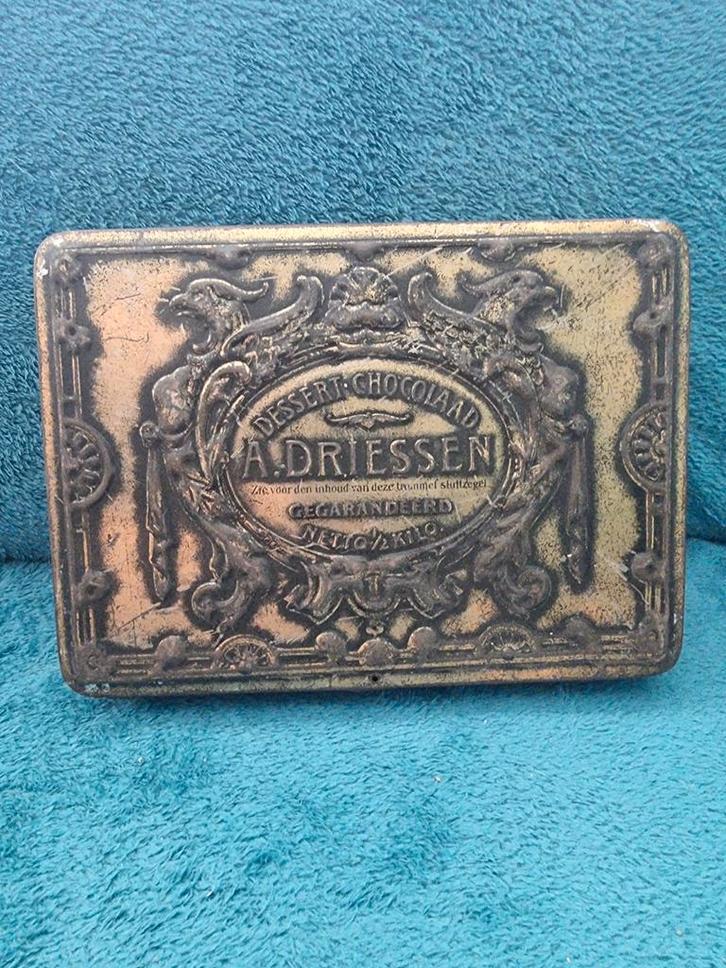 DESSERT·CHOCOLAAD
A.DRIESSEN
Zie voor den inhoud van deze trommel sluitzegel
GEGARANDEERD
NETTO ½ KILO